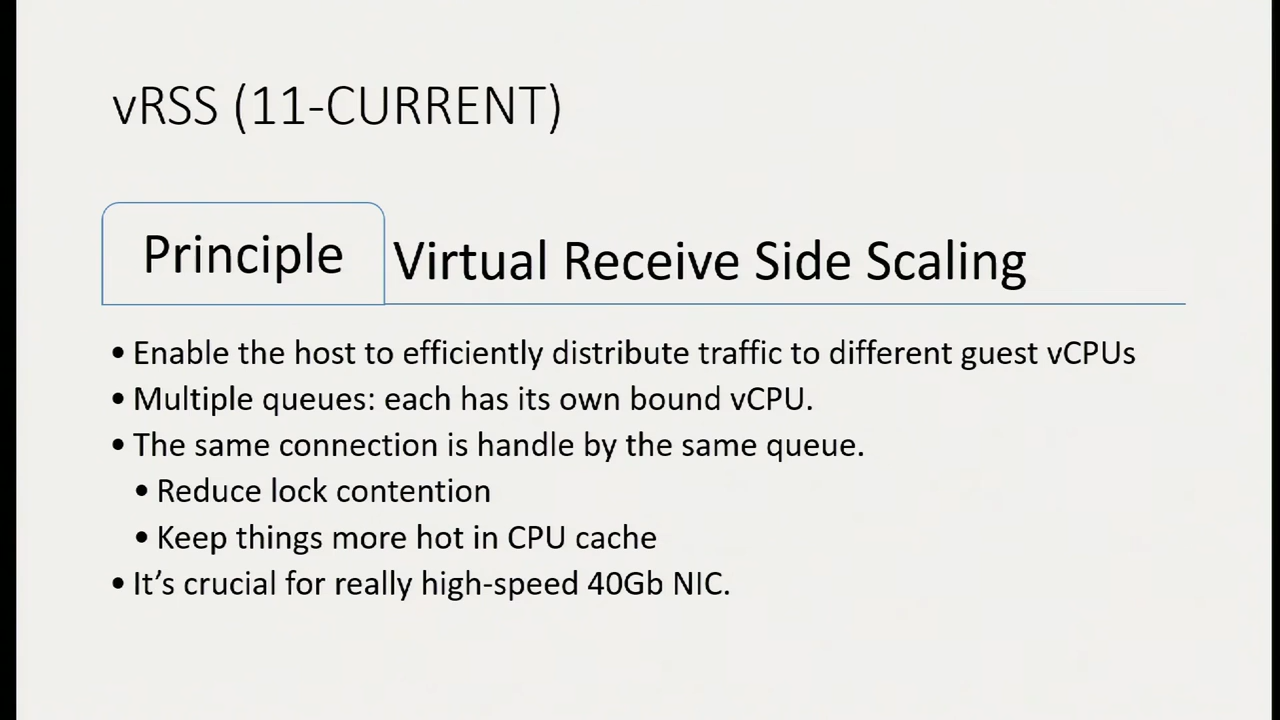 vRSS (11-CURRENT)
Principle Virtual Receive Side Scaling
• Enable the host to efficiently distribute traffic to different guest vCPUs
• Multiple queues: each has its own bound vCPU.
• The same connection is handle by the same queue.
• Reduce lock contention
• Keep things more hot in CPU cache
• It's crucial for really high-speed 40Gb NIC.